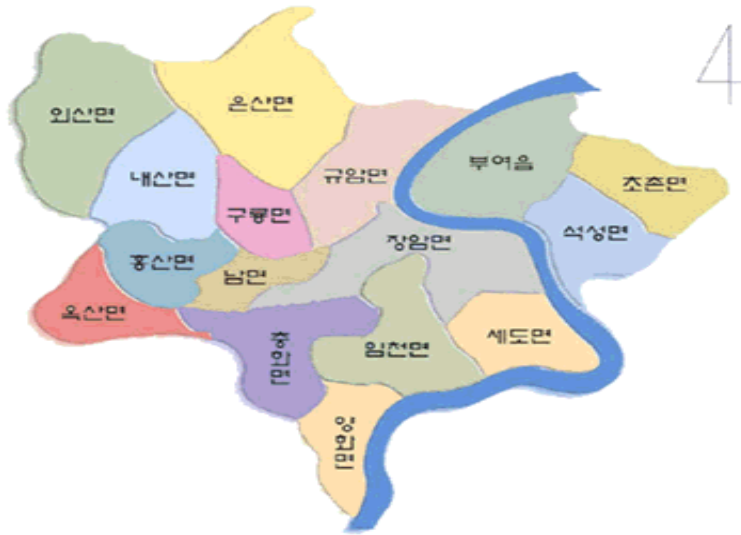 4
은산면
외산면
부여읍
규암면
내산면
초촌면
구룡면
석성면
장암면
홍산면
남면
옥산면
세도면
임천면
충화면
양화면